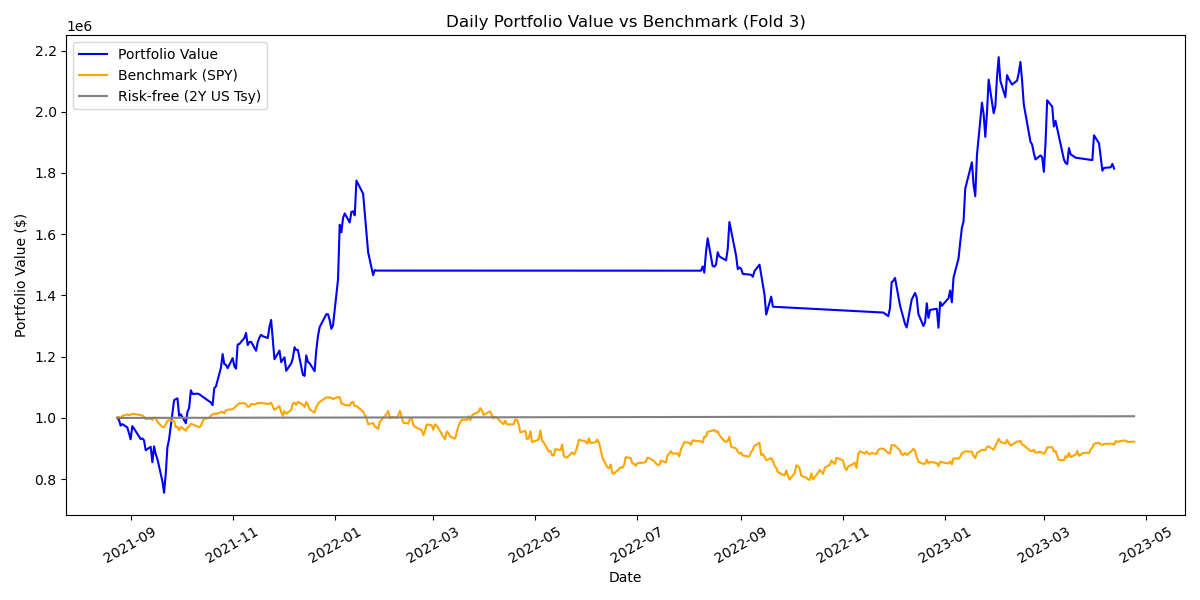 Daily Portfolio Value vs Benchmark (Fold 3)
1e6
Portfolio Value
Benchmark (SPY)
Risk-free (2Y US Tsy)
2.2
2.0
1.8
1.6
1.4
1.2
1.0
0.8
Portfolio Value ($)
2021-09
2021-11
2022-01
2022-03
2022-05
2022-07
2022-09
2022-11
2023-01
2023-03
2023-05
Date